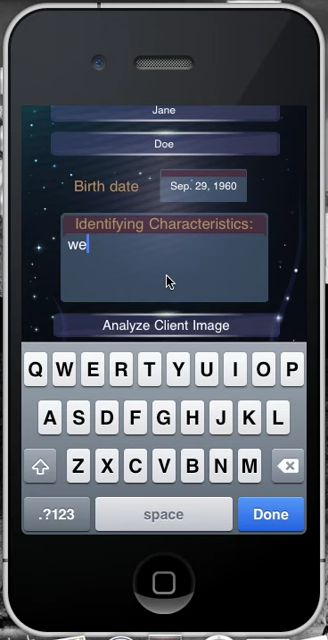 Jane
Doe
Birth date Sep. 29, 1960
Identifying Characteristics:
we
Analyze Client Image
Q W E R T Y U I O P
A S D F G H J K L
Z X C V B N M
.?123 space Done